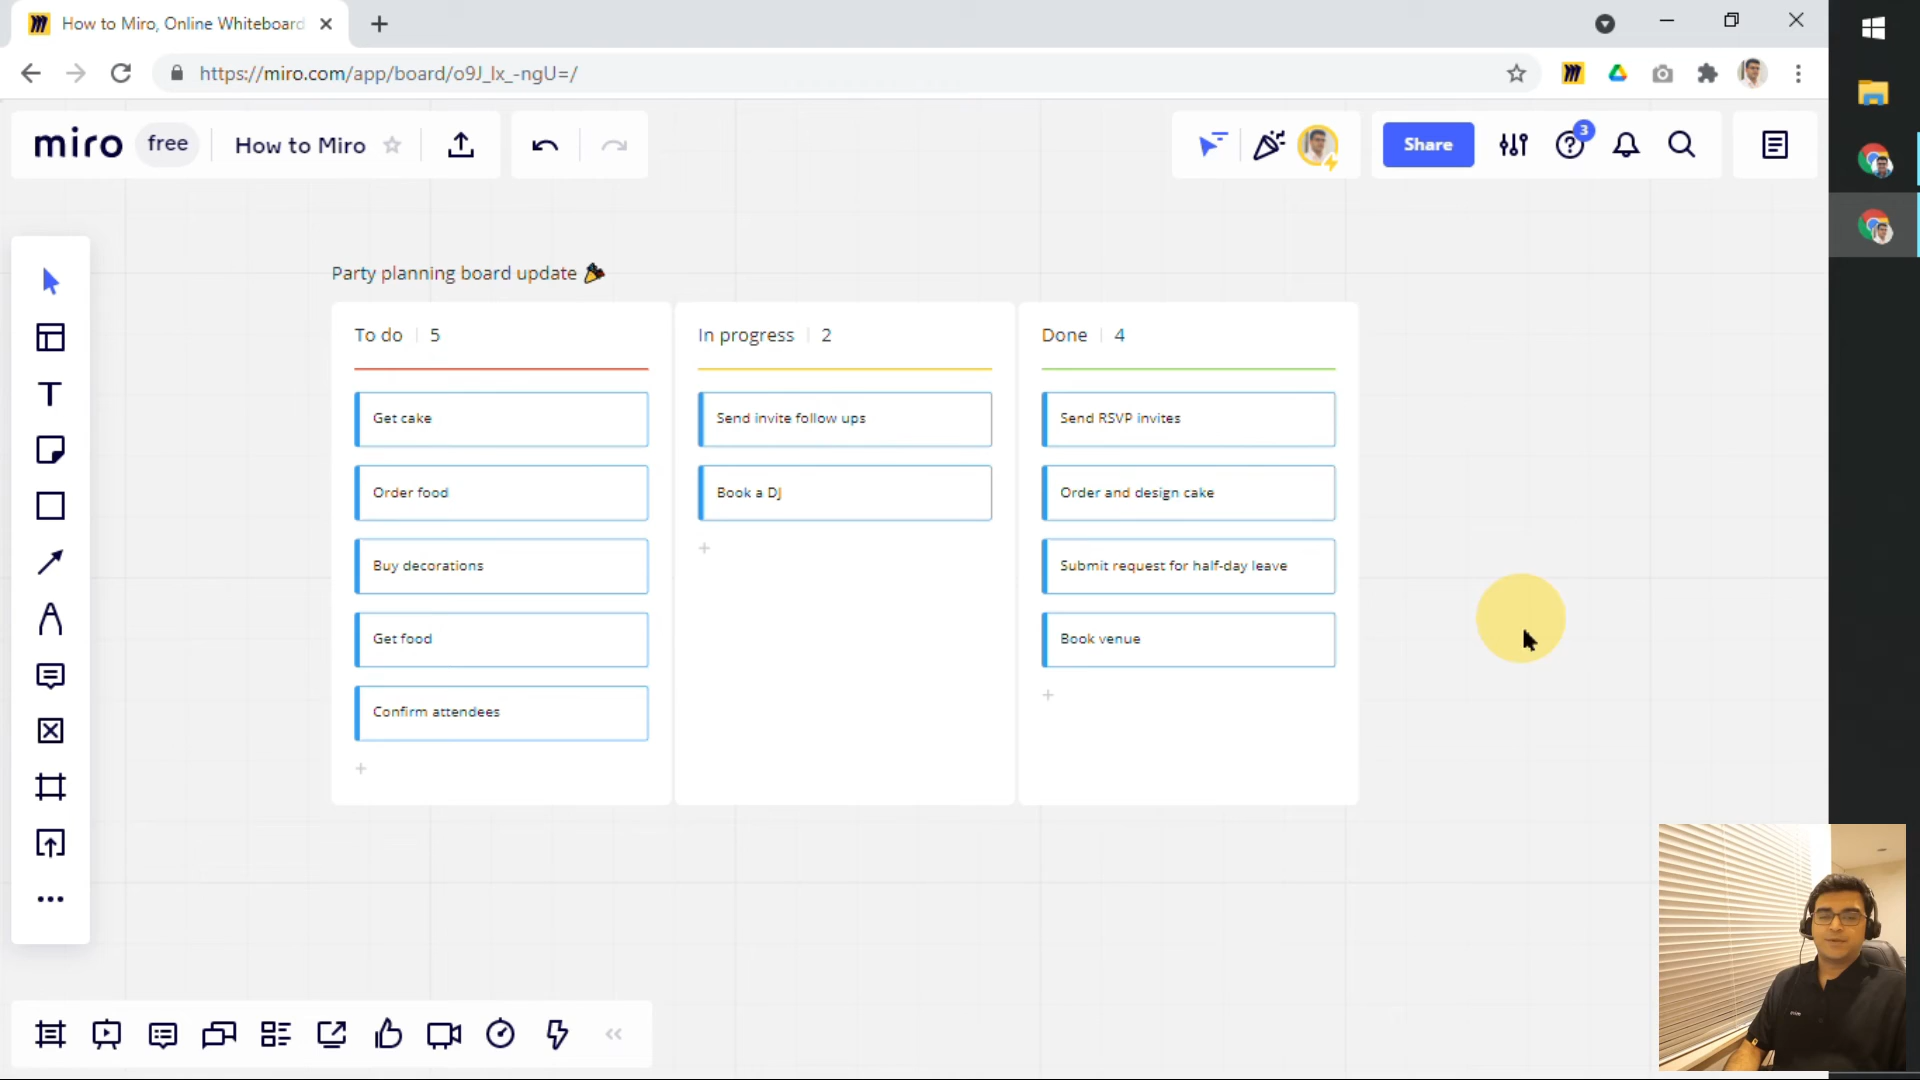 How to Miro, Online Whiteboard
https://miro.com/app/board/o9J_lx_-ngU=/
miro free How to Miro
Share
3
Party planning board update
To do 5
In progress 2
Done 4
Get cake
Order food
Buy decorations
Get food
Confirm attendees
Send invite follow ups
Book a DJ
Send RSVP invites
Order and design cake
Submit request for half-day leave
Book venue